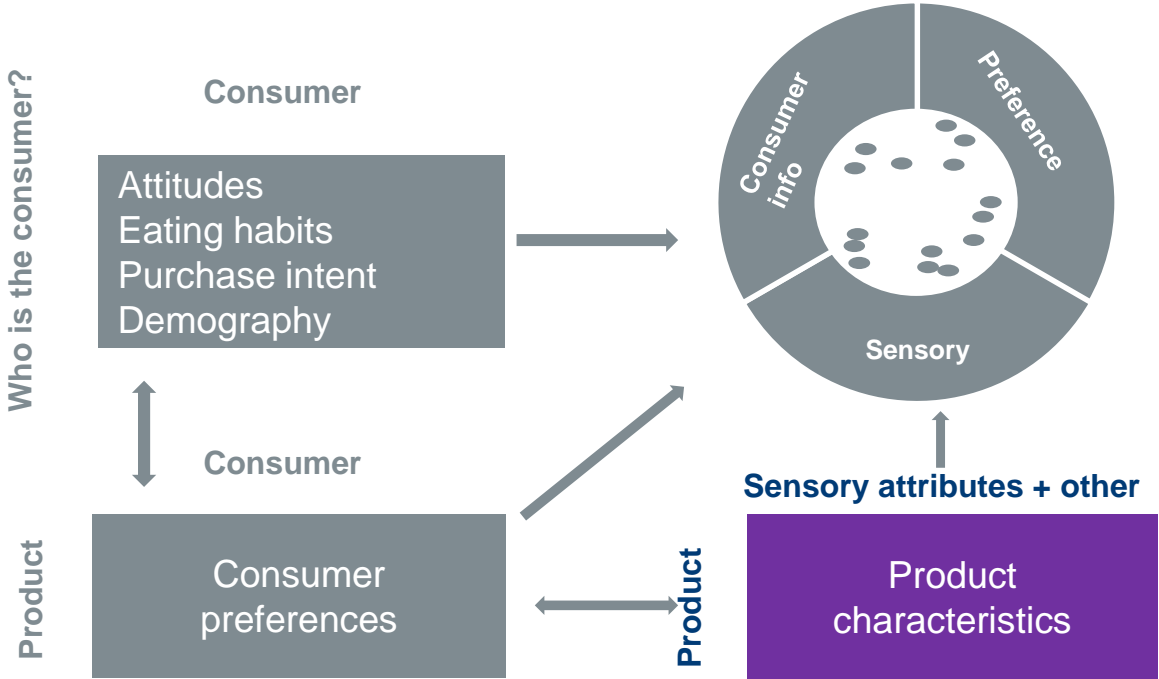 Who is the consumer?
Consumer
Attitudes
Eating habits
Purchase intent
Demography
Consumer
info
Preference
Sensory
Consumer
Sensory attributes + other
Product
Consumer
preferences
Product
Product
characteristics